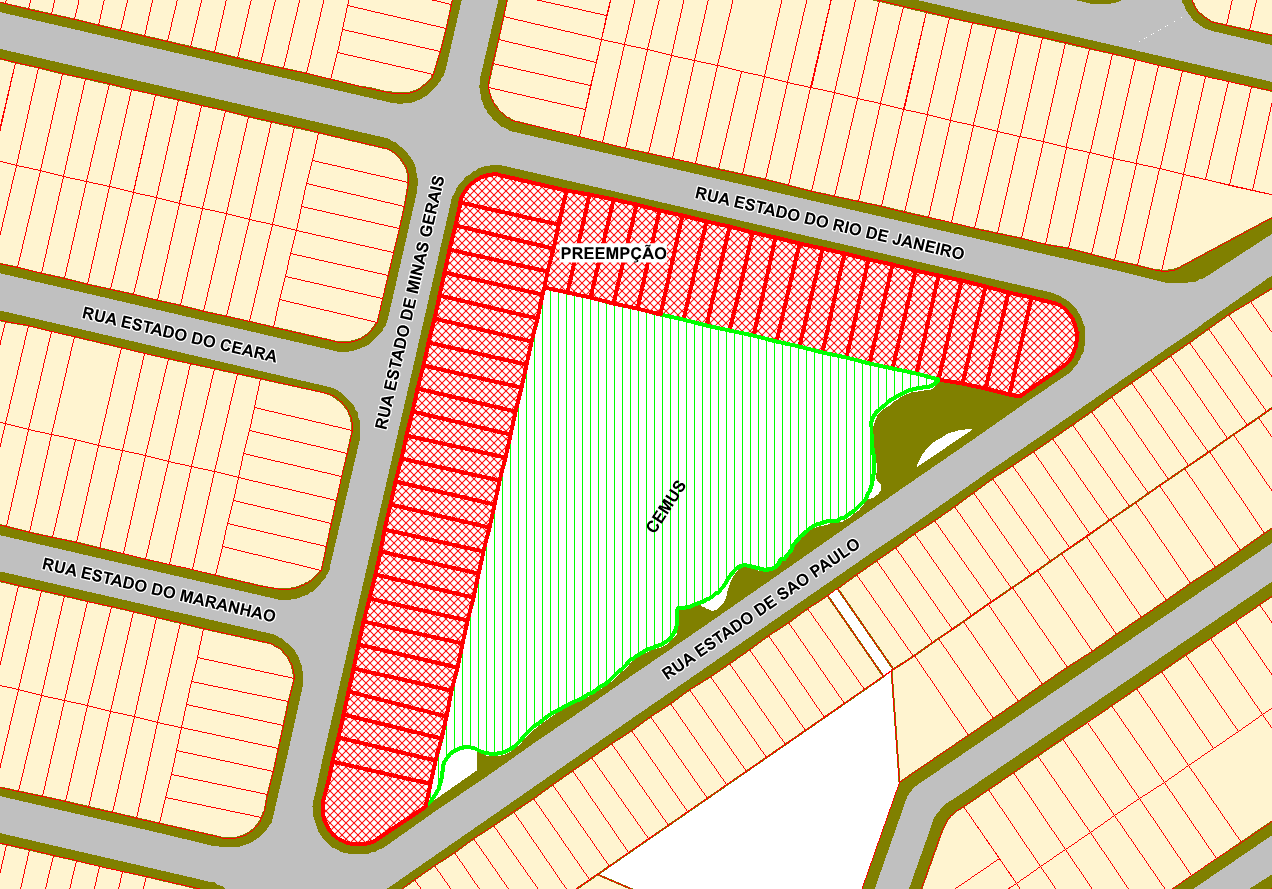 RUA ESTADO DO RIO DE JANEIRO
PREEMPÇÃO
RUA ESTADO DE MINAS GERAIS
RUA ESTADO DO CEARA
CEMUS
RUA ESTADO DO MARANHAO
RUA ESTADO DE SAO PAULO